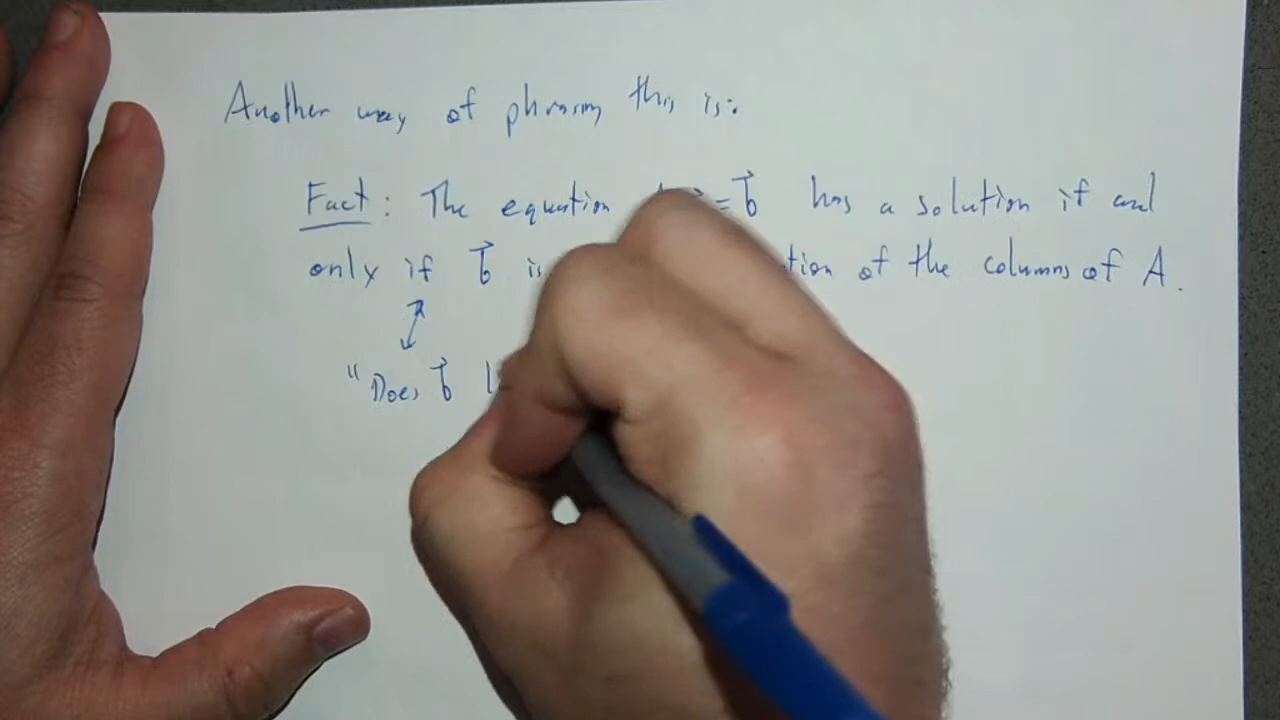 Another way of phrasing this is:
Fact: The equation = b⃗ has a solution if and
only if b⃗ is tion of the columns of A.
"Does b⃗ l